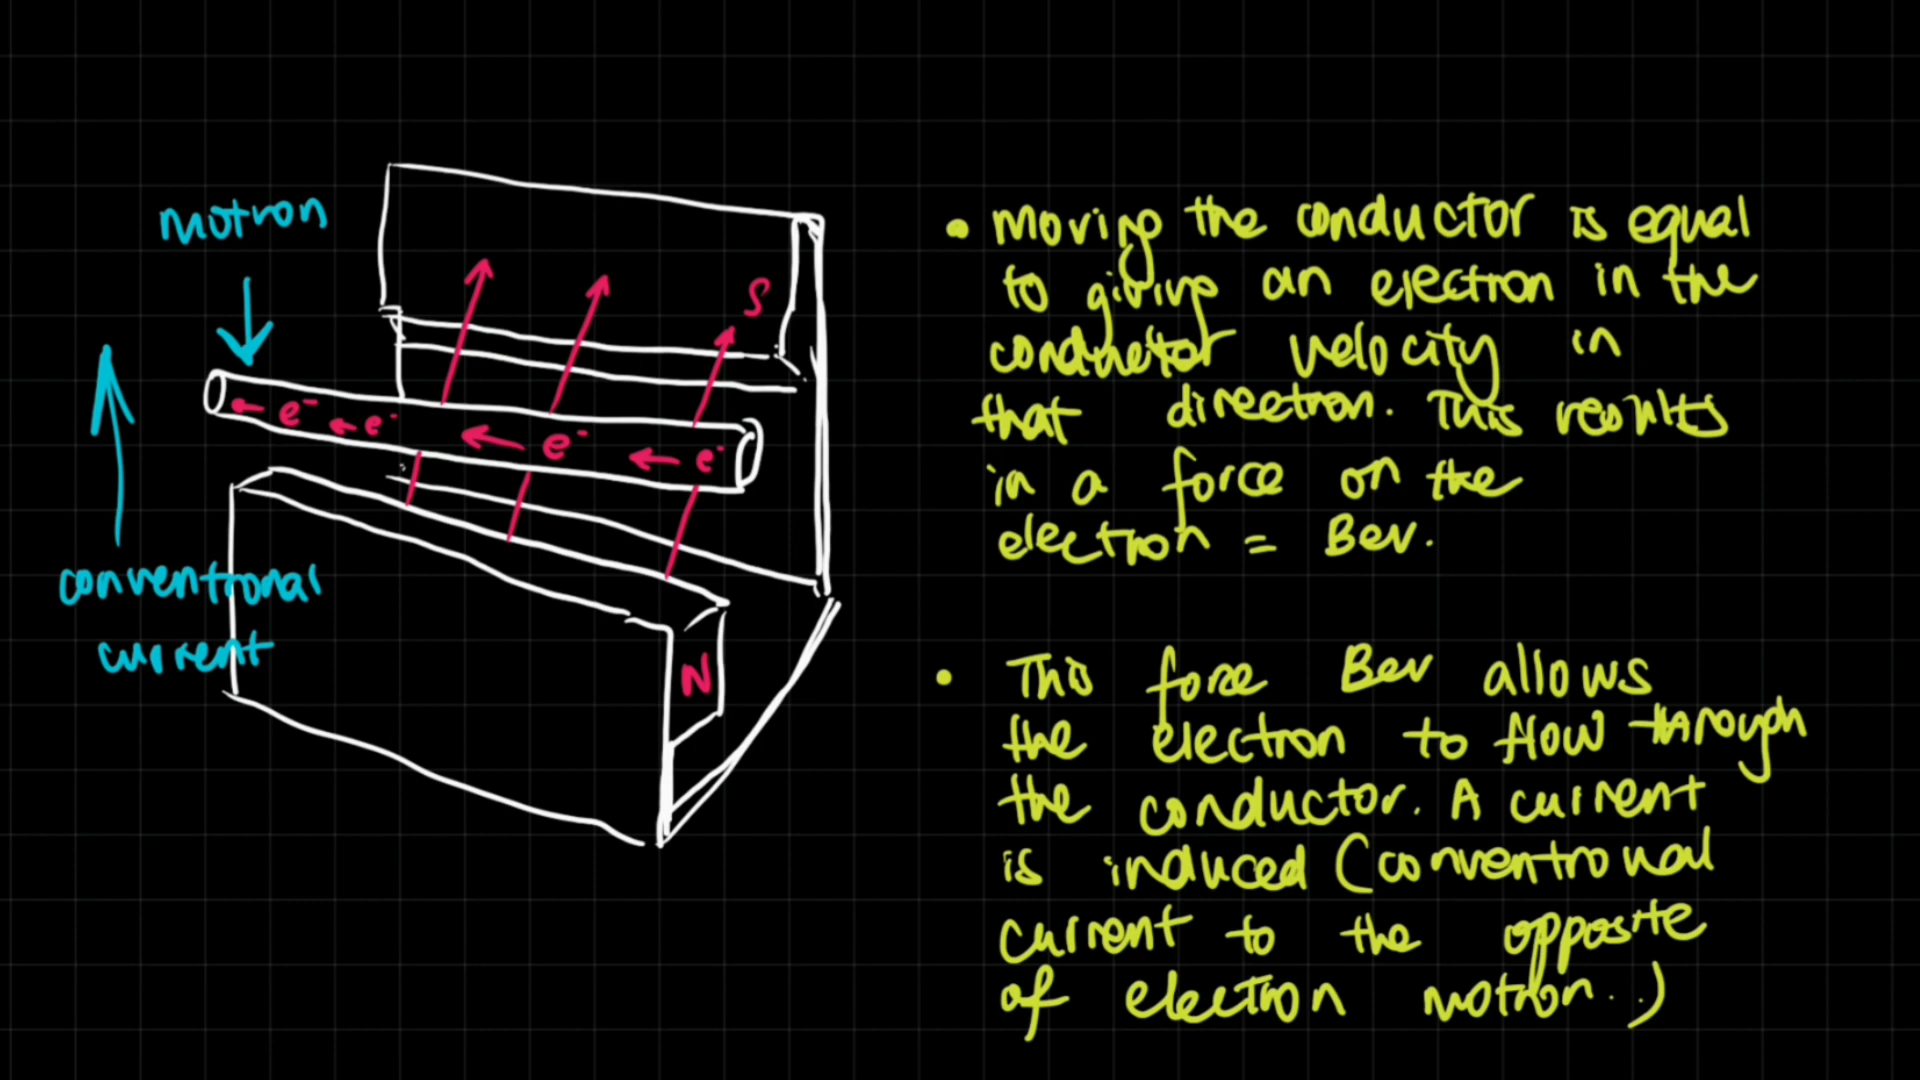 motion
conventional
current
S
e⁻ e⁻ e⁻ e⁻
N
• Moving the conductor is equal
to giving an electron in the
conductor velocity in
that direction. This results
in a force on the
electron = Bev.
• This force Bev allows
the electron to flow through
the conductor. A current
is induced (conventional
current to the opposite
of electron motion..)